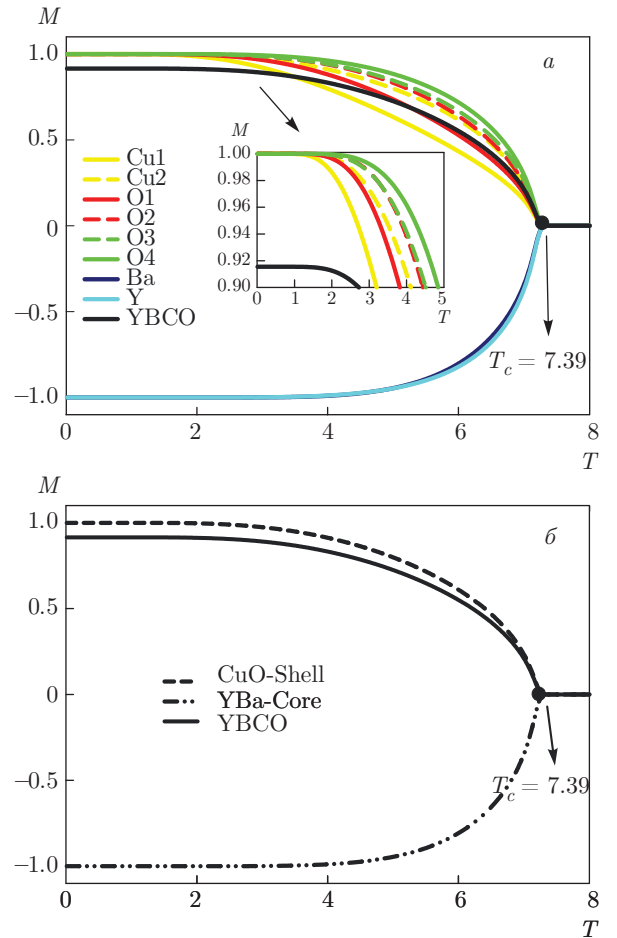 M
1.0
0.5
0
−0.5
−1.0
а
Cu1
Cu2
O1
O2
O3
O4
Ba
Y
YBCO
M
1.00
0.98
0.96
0.94
0.92
0.90
0 1 2 3 4 5
T
T_c = 7.39
0 2 4 6 8
T
M
1.0
0.5
0
−0.5
−1.0
б
CuO-Shell
YBa-Core
YBCO
T_c = 7.39
0 2 4 6 8
T